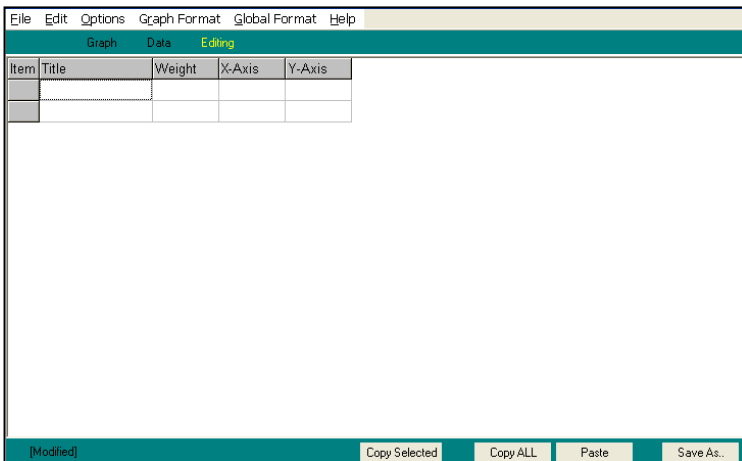 File Edit Options Graph Format Global Format Help
Graph Data Editing
Item Title Weight X-Axis Y-Axis
[Modified] Copy Selected Copy ALL Paste Save As..